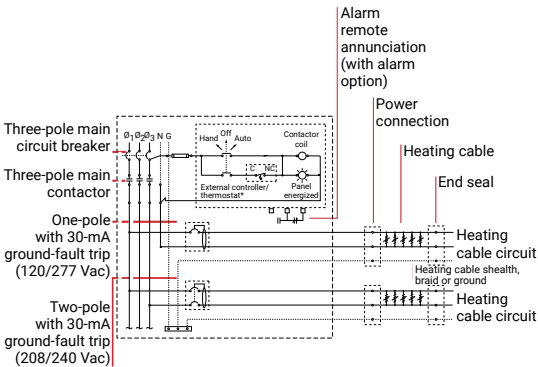 Alarm
remote
annunciation
(with alarm
option)
Power
connection
Heating cable
End seal
Three-pole main
circuit breaker
Three-pole main
contactor
One-pole
with 30-mA
ground-fault trip
(120/277 Vac)
Two-pole
with 30-mA
ground-fault trip
(208/240 Vac)
Ø1 Ø2 Ø3 N G
Hand Off Auto
Contactor
coil
C NC
External controller/
thermostat*
Panel
energized
Heating
cable circuit
Heating cable shealth,
braid or ground
Heating
cable circuit